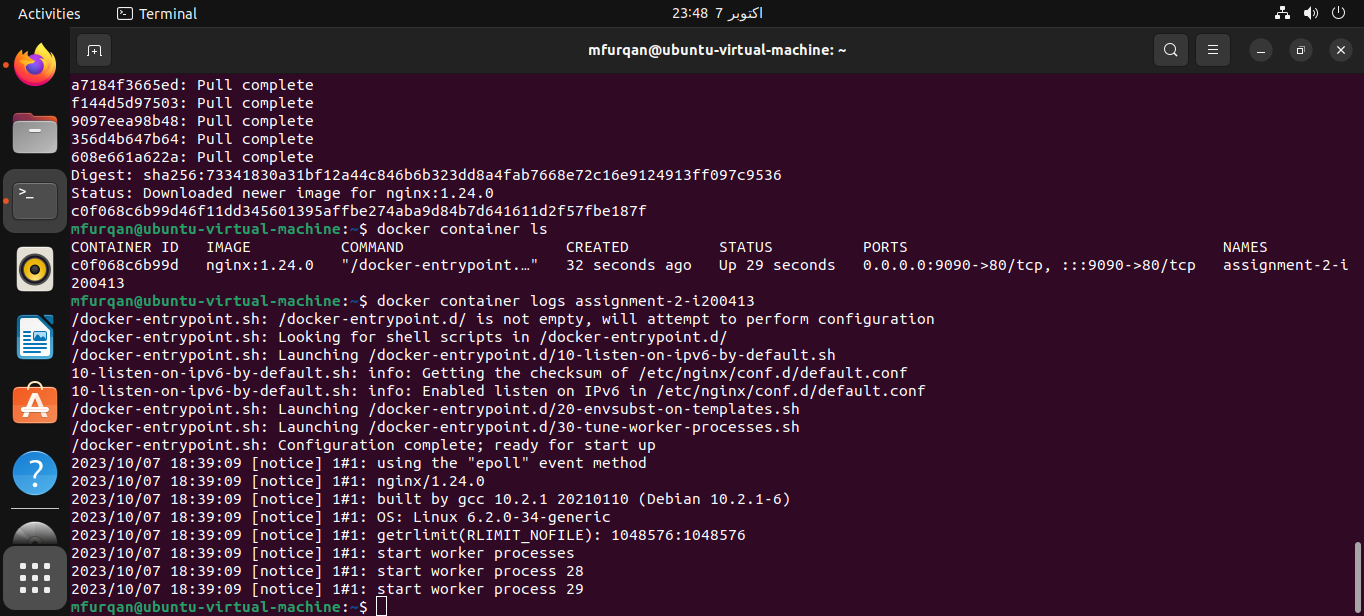 Activities
Terminal
23:48 7 اکتوبر
mfurqan@ubuntu-virtual-machine: ~
a7184f3665ed: Pull complete
f144d5d97503: Pull complete
9097eea98b48: Pull complete
356d4b647b64: Pull complete
608e661a622a: Pull complete
Digest: sha256:73341830a31bf12a44c846b6b323dd8a4fab7668e72c16e9124913ff097c9536
Status: Downloaded newer image for nginx:1.24.0
c0f068c6b99d46f11dd345601395affbe274aba9d84b7d641611d2f57fbe187f
mfurqan@ubuntu-virtual-machine:~$ docker container ls
CONTAINER ID   IMAGE          COMMAND                  CREATED          STATUS          PORTS                                   NAMES
c0f068c6b99d   nginx:1.24.0   "/docker-entrypoint.…"   32 seconds ago   Up 29 seconds   0.0.0.0:9090->80/tcp, :::9090->80/tcp   assignment-2-i
200413
mfurqan@ubuntu-virtual-machine:~$ docker container logs assignment-2-i200413
/docker-entrypoint.sh: /docker-entrypoint.d/ is not empty, will attempt to perform configuration
/docker-entrypoint.sh: Looking for shell scripts in /docker-entrypoint.d/
/docker-entrypoint.sh: Launching /docker-entrypoint.d/10-listen-on-ipv6-by-default.sh
10-listen-on-ipv6-by-default.sh: info: Getting the checksum of /etc/nginx/conf.d/default.conf
10-listen-on-ipv6-by-default.sh: info: Enabled listen on IPv6 in /etc/nginx/conf.d/default.conf
/docker-entrypoint.sh: Launching /docker-entrypoint.d/20-envsubst-on-templates.sh
/docker-entrypoint.sh: Launching /docker-entrypoint.d/30-tune-worker-processes.sh
/docker-entrypoint.sh: Configuration complete; ready for start up
2023/10/07 18:39:09 [notice] 1#1: using the "epoll" event method
2023/10/07 18:39:09 [notice] 1#1: nginx/1.24.0
2023/10/07 18:39:09 [notice] 1#1: built by gcc 10.2.1 20210110 (Debian 10.2.1-6)
2023/10/07 18:39:09 [notice] 1#1: OS: Linux 6.2.0-34-generic
2023/10/07 18:39:09 [notice] 1#1: getrlimit(RLIMIT_NOFILE): 1048576:1048576
2023/10/07 18:39:09 [notice] 1#1: start worker processes
2023/10/07 18:39:09 [notice] 1#1: start worker process 28
2023/10/07 18:39:09 [notice] 1#1: start worker process 29
mfurqan@ubuntu-virtual-machine:~$